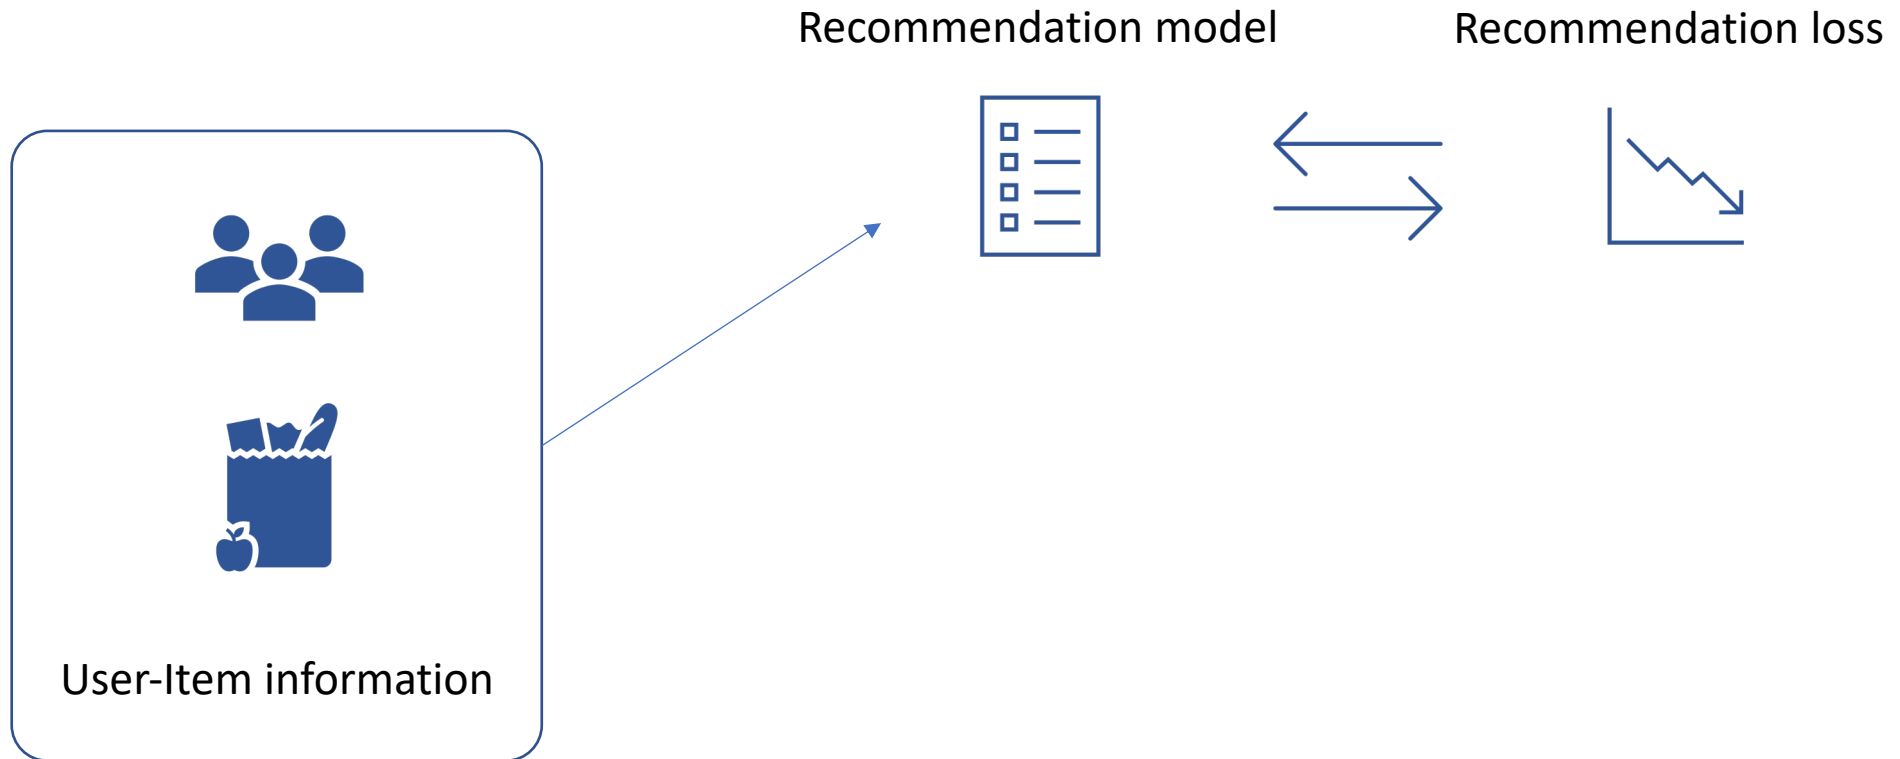 Recommendation model
Recommendation loss
User-Item information